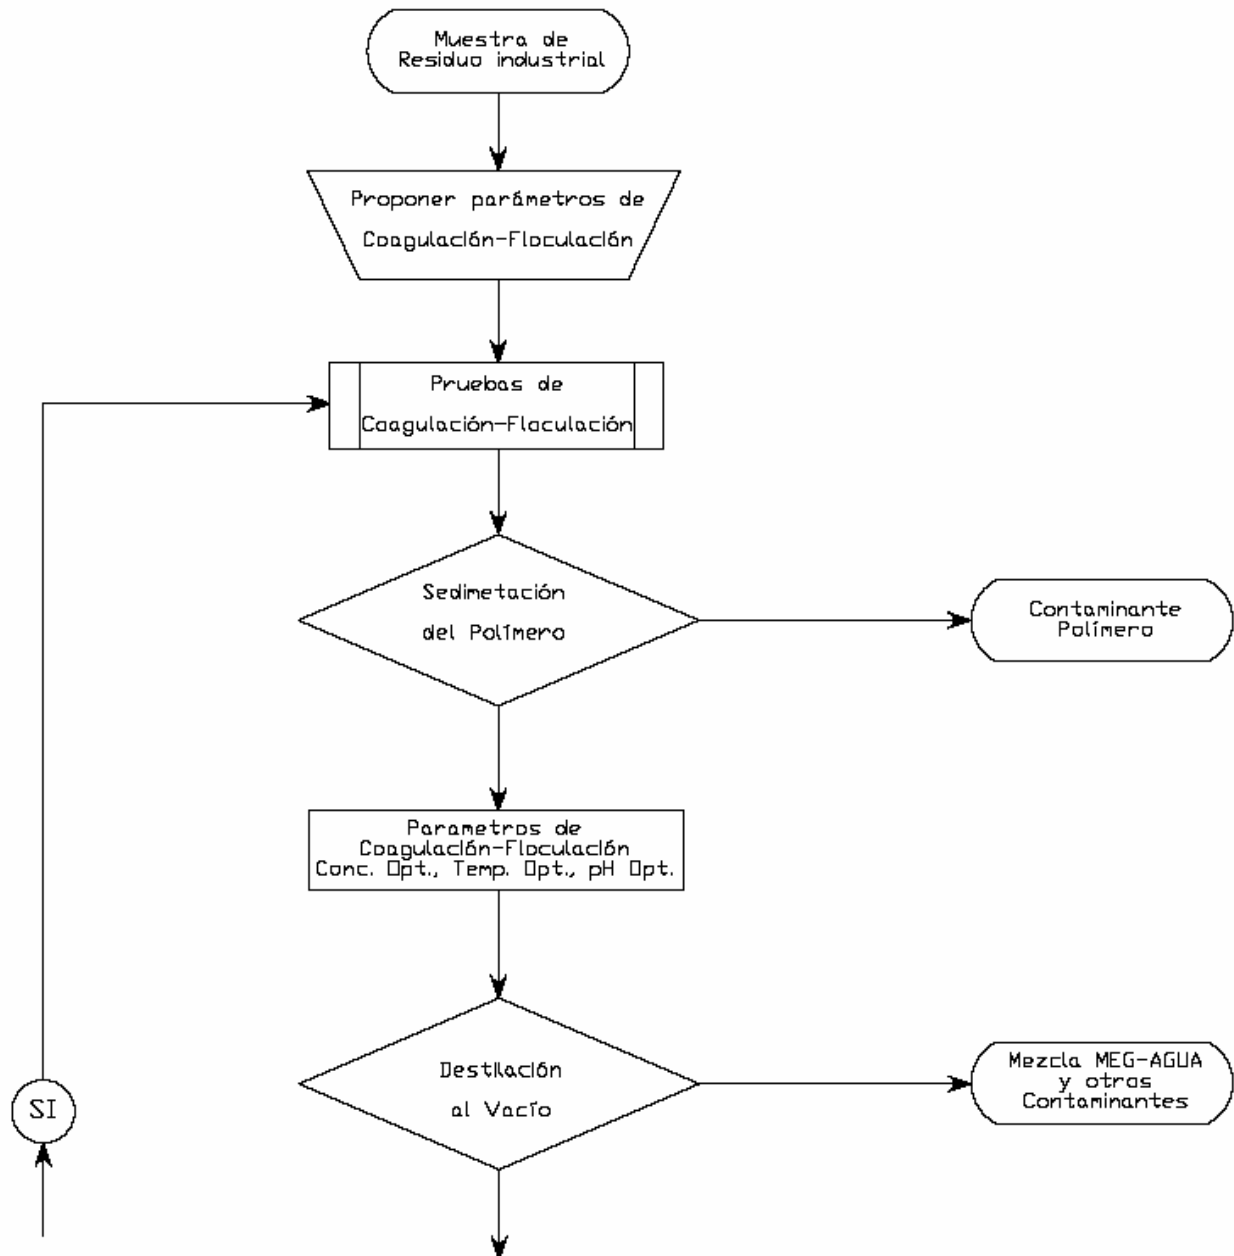 Muestra de
Residuo industrial
Proponer parámetros de
Coagulación-Floculación
Pruebas de
Coagulación-Floculación
Sedimetación
del Polímero
Contaminante
Polímero
Parametros de
Coagulación-Floculación
Conc. Opt., Temp. Opt., pH Opt.
Destilación
al Vacío
Mezcla MEG-AGUA
y otros
Contaminantes
SI